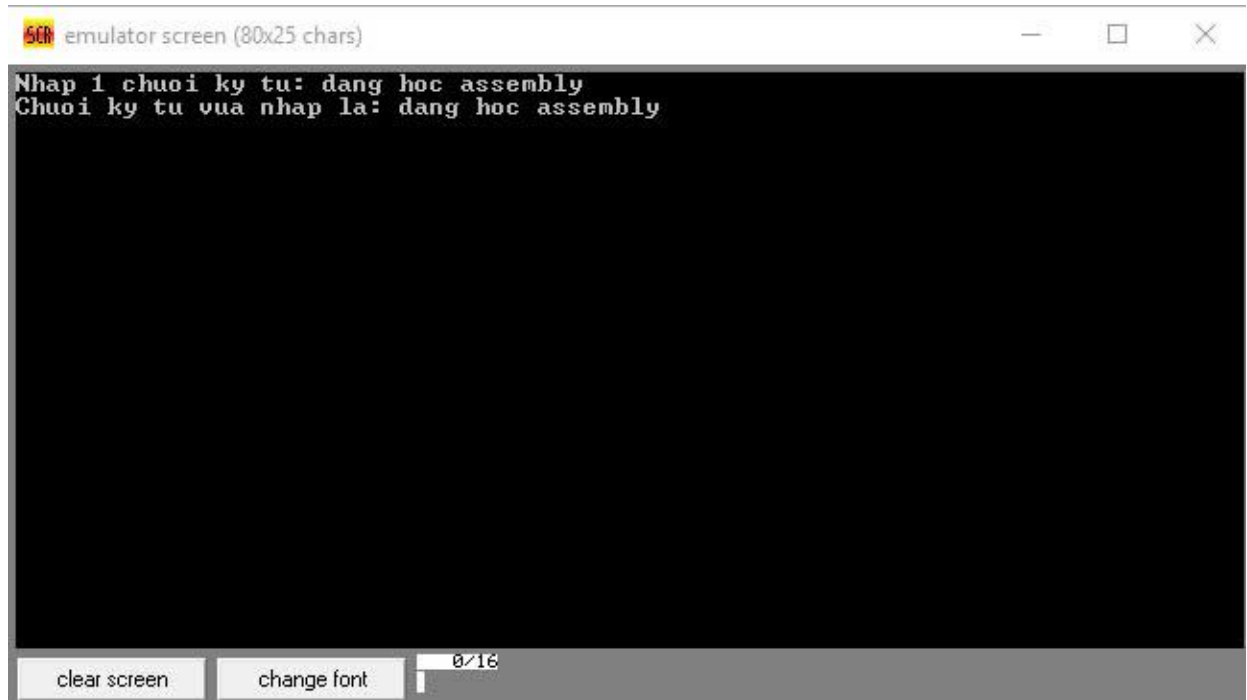 SCR emulator screen (80x25 chars)
Nhap 1 chuoi ky tu: dang hoc assembly
Chuoi ky tu vua nhap la: dang hoc assembly
clear screen
change font
0/16